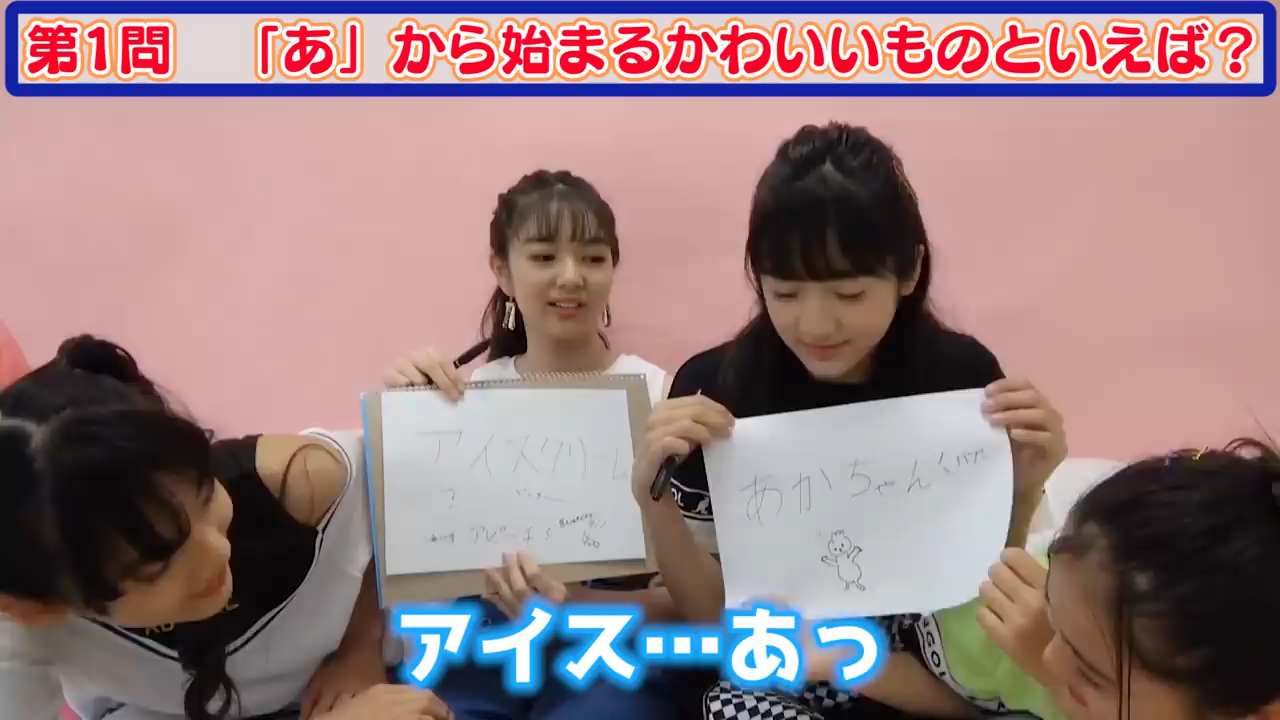 第1問 「あ」から始まるかわいいものといえば？
アイスクリーム
?
アピーチ
あかちゃん
アイス…あっ